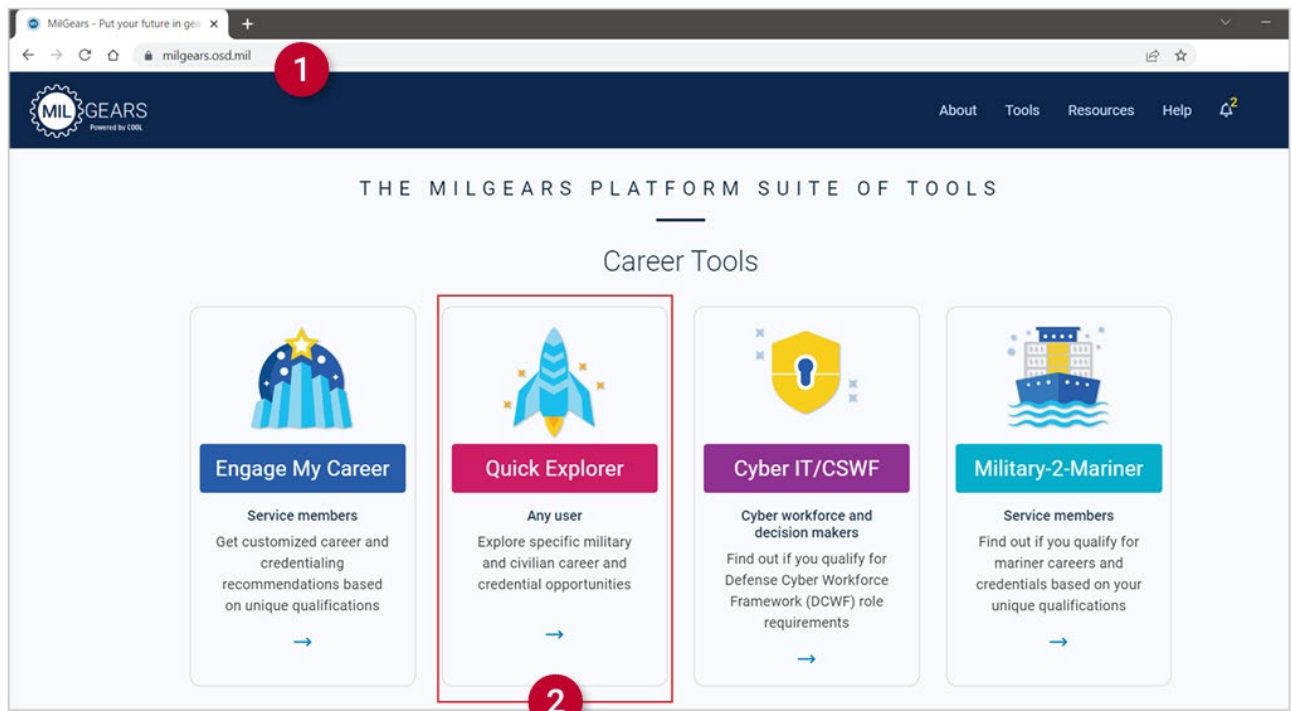 MilGears - Put your future in gea
milgears.osd.mil
1
MIL GEARS
Powered by COOL
About Tools Resources Help 2
THE MILGEARS PLATFORM SUITE OF TOOLS
Career Tools
Engage My Career
Service members
Get customized career and
credentialing
recommendations based
on unique qualifications
Quick Explorer
Any user
Explore specific military
and civilian career and
credential opportunities
2
Cyber IT/CSWF
Cyber workforce and
decision makers
Find out if you qualify for
Defense Cyber Workforce
Framework (DCWF) role
requirements
Military-2-Mariner
Service members
Find out if you qualify for
mariner careers and
credentials based on your
unique qualifications